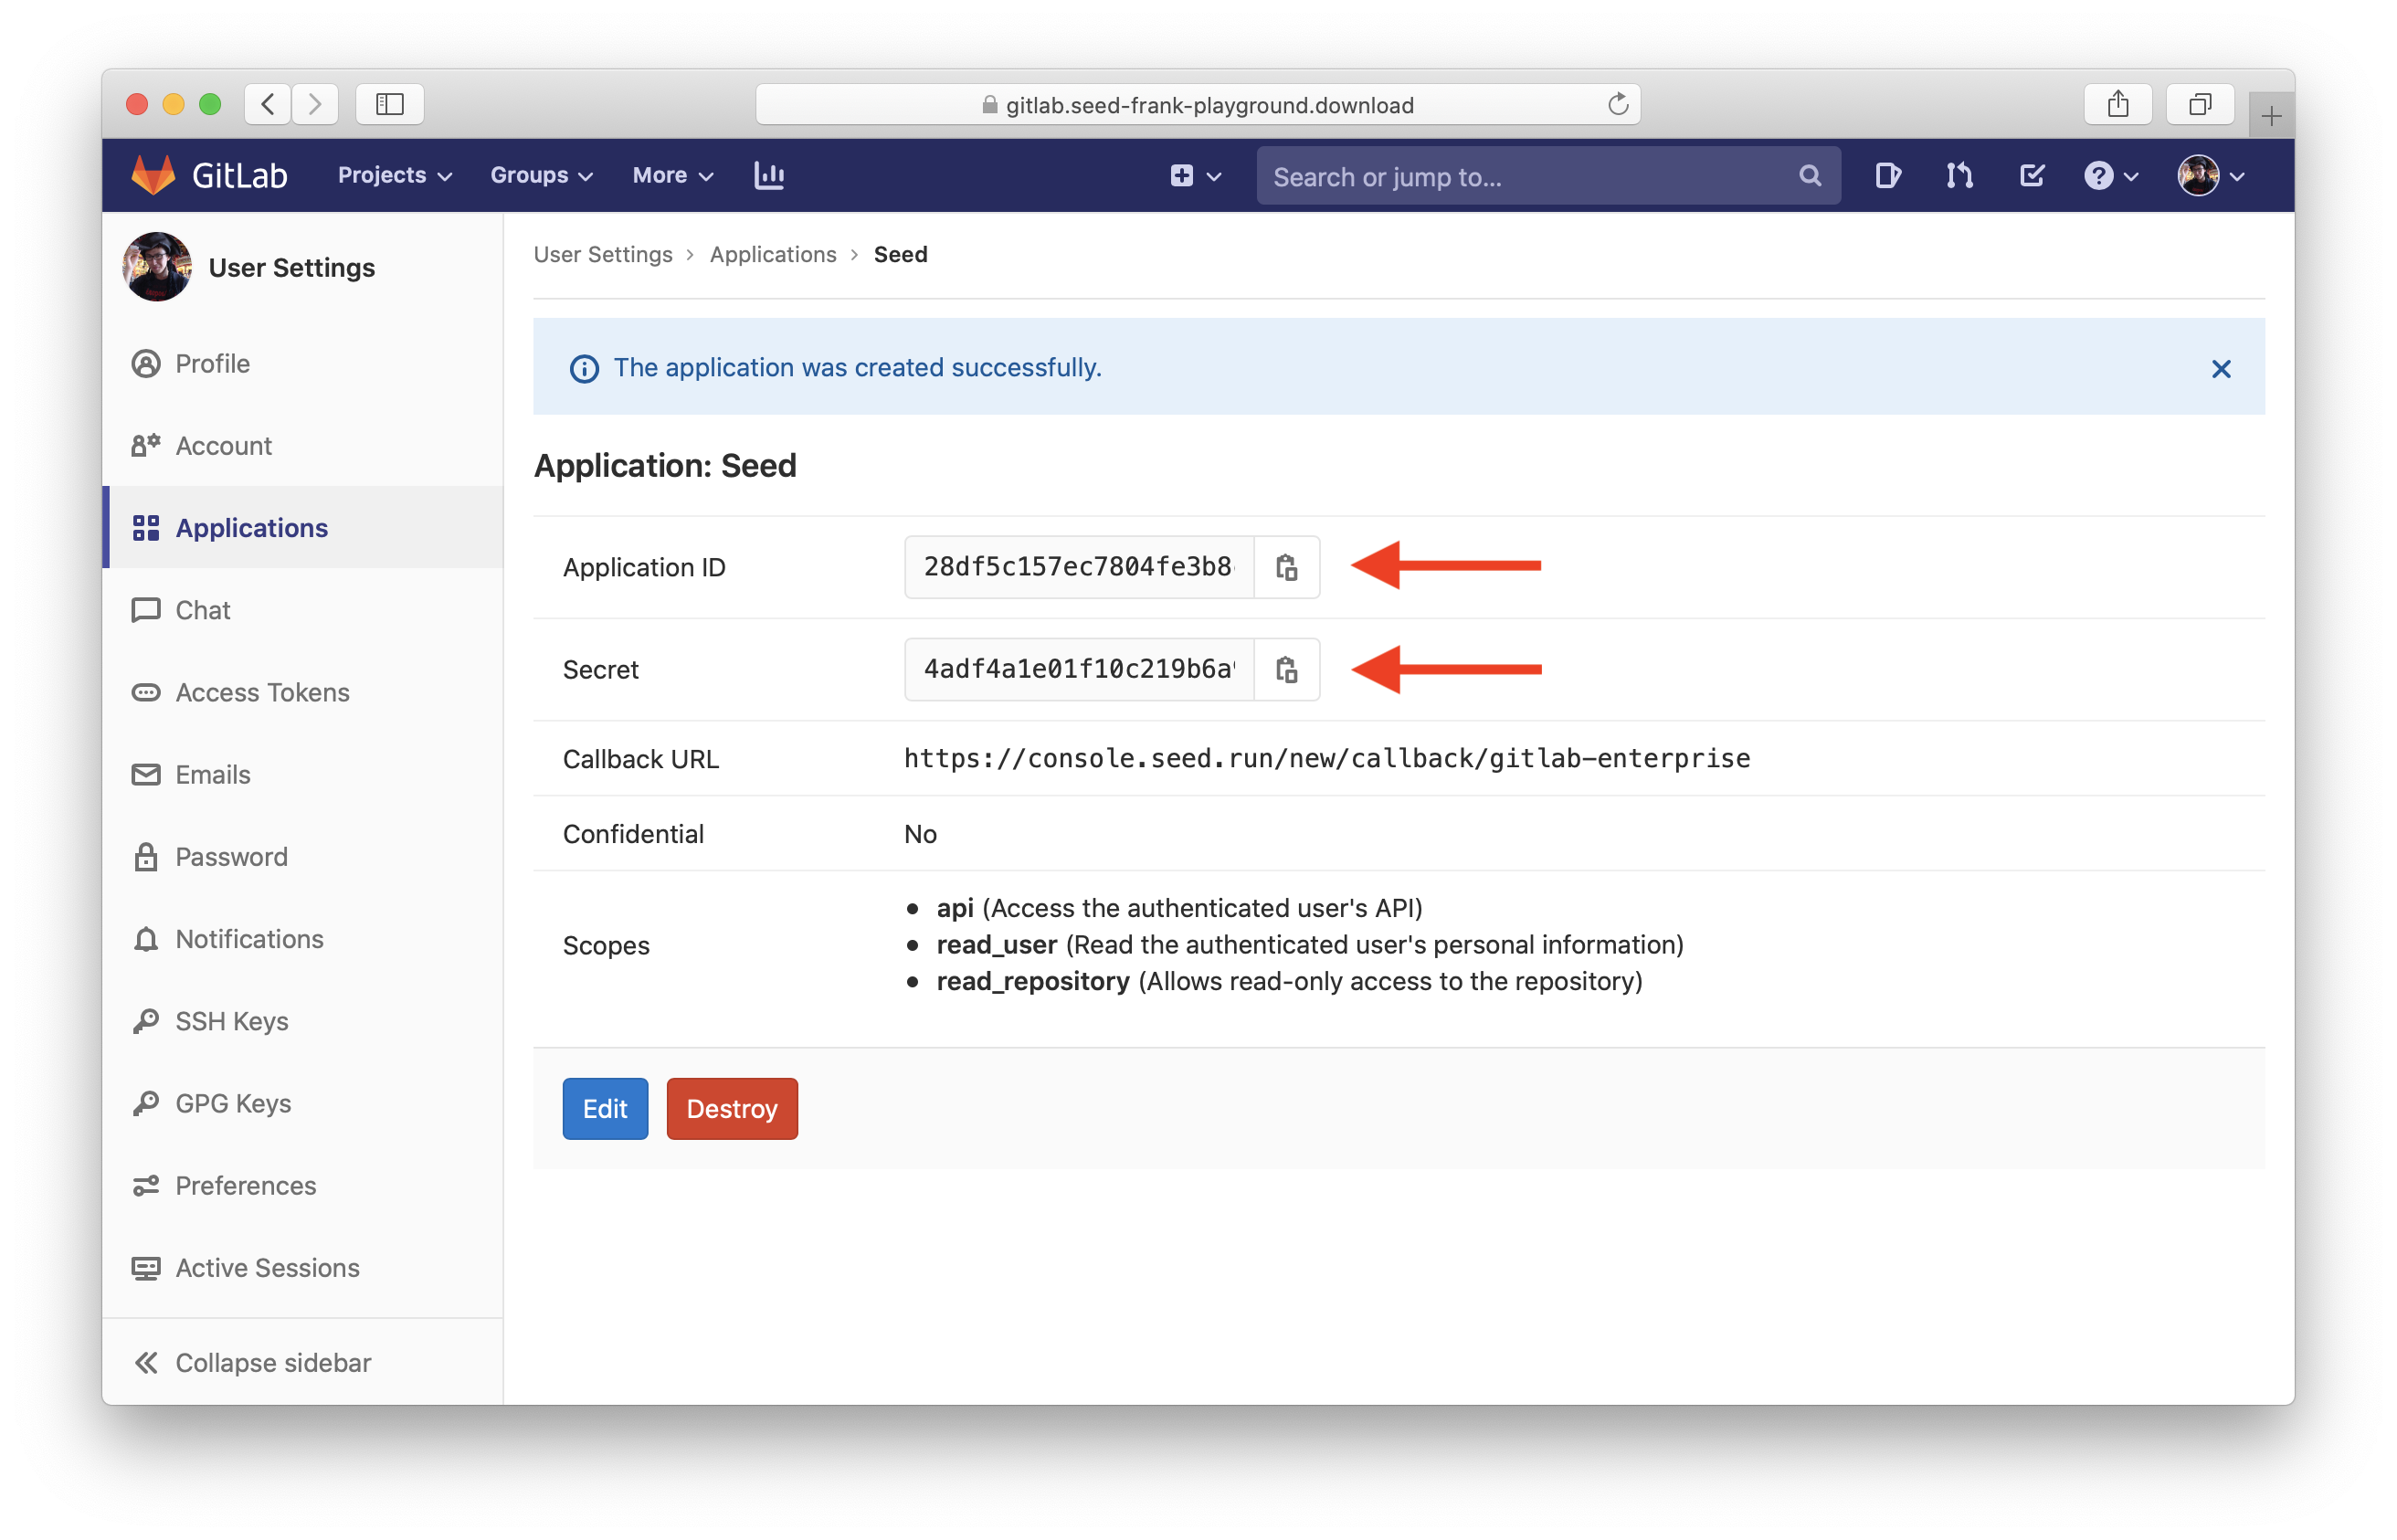 gitlab.seed-frank-playground.download
GitLab Projects Groups More Search or jump to...
User Settings
Profile
Account
Applications
Chat
Access Tokens
Emails
Password
Notifications
SSH Keys
GPG Keys
Preferences
Active Sessions
Collapse sidebar
User Settings › Applications › Seed
The application was created successfully.
Application: Seed
Application ID 28df5c157ec7804fe3b8
Secret 4adf4a1e01f10c219b6a
Callback URL https://console.seed.run/new/callback/gitlab-enterprise
Confidential No
Scopes
• api (Access the authenticated user's API)
• read_user (Read the authenticated user's personal information)
• read_repository (Allows read-only access to the repository)
Edit Destroy